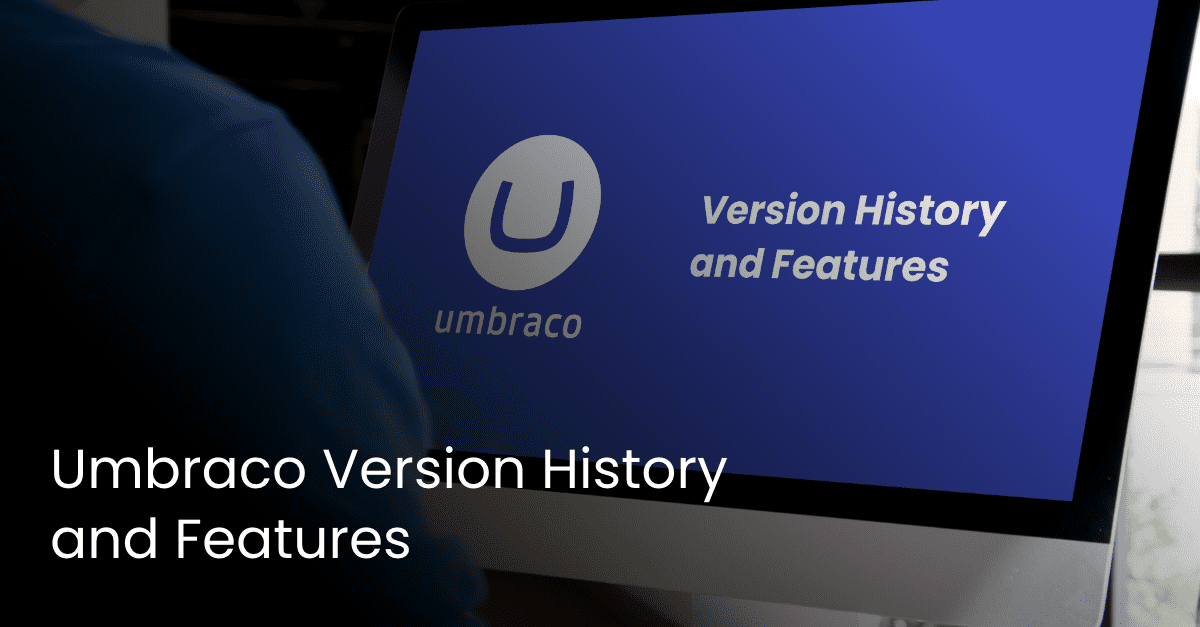 umbraco
Version History
and Features
Umbraco Version History
and Features